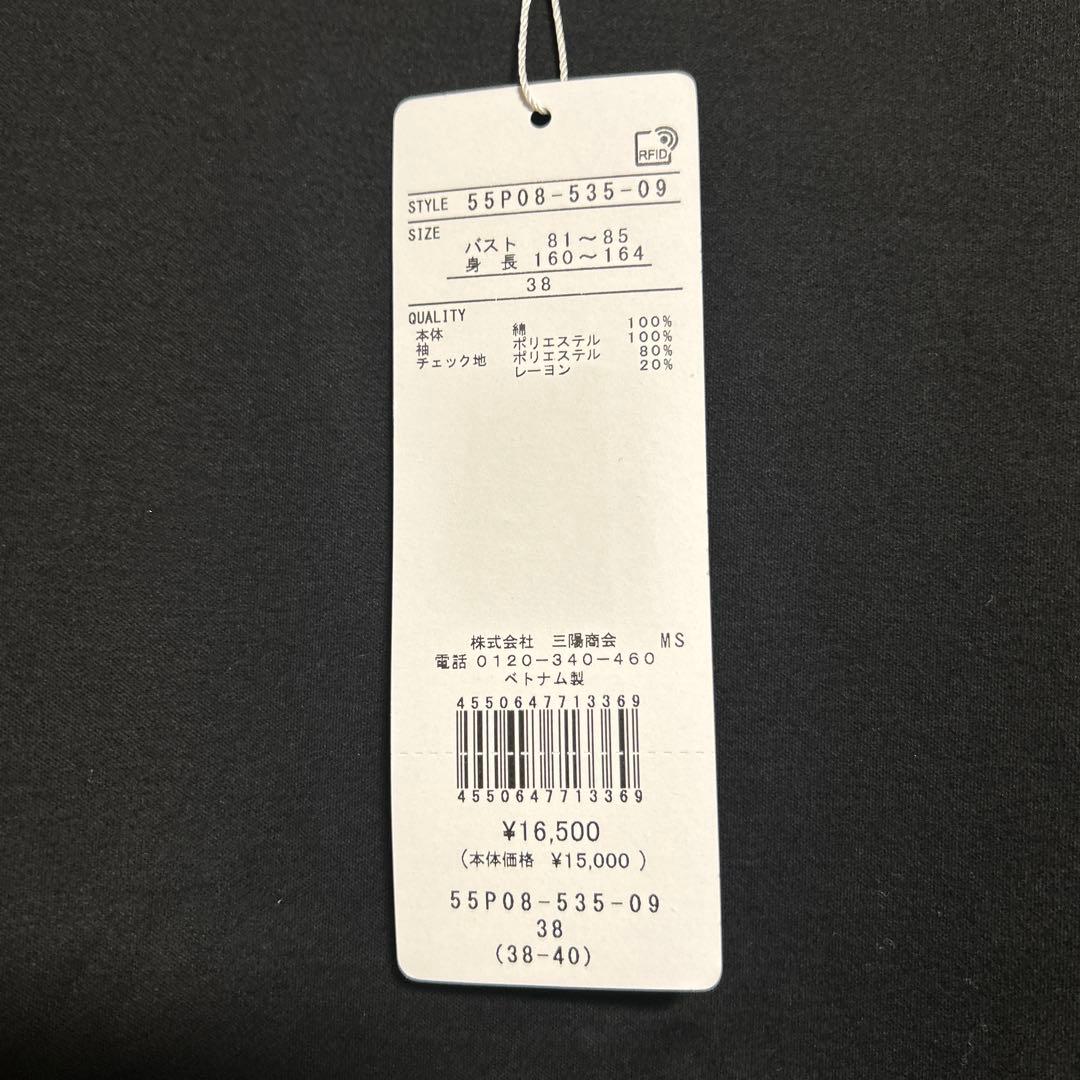 RFID
STYLE 55P08-535-09
SIZE
バスト 81～85
身 長 160～164
38
QUALITY
本体 綿 100%
袖 ポリエステル 100%
チェック地 ポリエステル 80%
レーヨン 20%
株式会社 三陽商会 MS
電話 0120-340-460
ベトナム製
4550647713369
4550647713369
¥16,500
(本体価格 ¥15,000 )
55P08-535-09
38
(38-40)